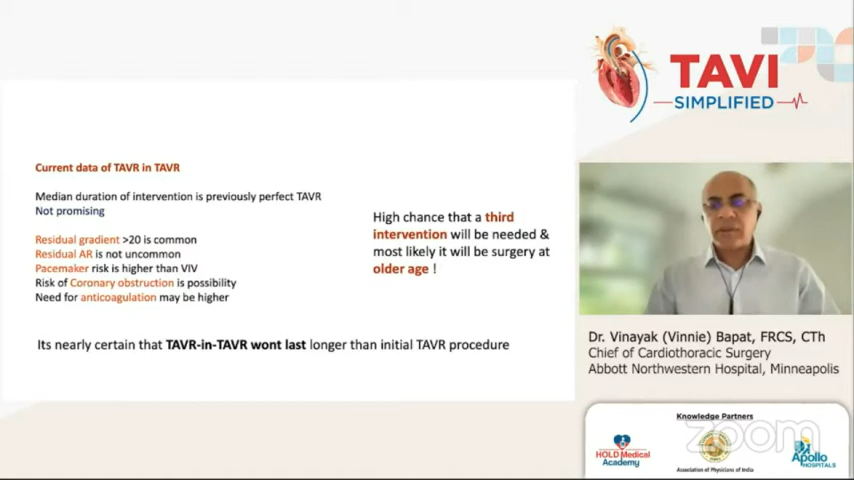 TAVI
SIMPLIFIED
Current data of TAVR in TAVR
Median duration of intervention is previously perfect TAVR
Not promising
Residual gradient >20 is common
Residual AR is not uncommon
Pacemaker risk is higher than VIV
Risk of Coronary obstruction is possibility
Need for anticoagulation may be higher
High chance that a third
intervention will be needed &
most likely it will be surgery at
older age !
Its nearly certain that TAVR-in-TAVR wont last longer than initial TAVR procedure
Dr. Vinayak (Vinnie) Bapat, FRCS, CTh
Chief of Cardiothoracic Surgery
Abbott Northwestern Hospital, Minneapolis
Knowledge Partners
zoom
HOLD Medical
Academy
Association of Physicians of India
Apollo
HOSPITALS